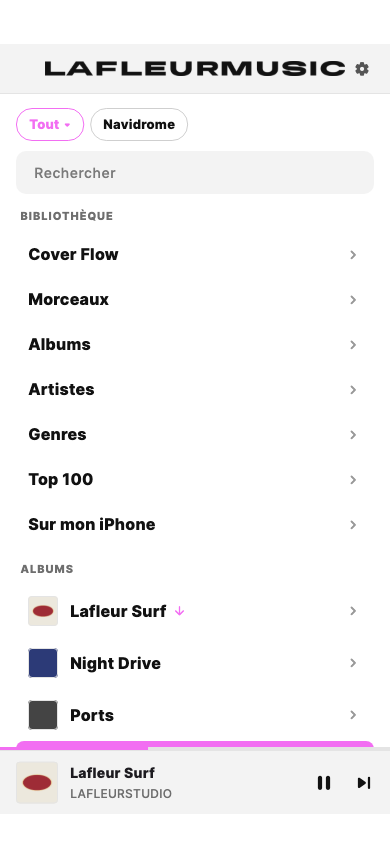 LAFLEURMUSIC
Tout
Navidrome
Rechercher
BIBLIOTHÈQUE
Cover Flow
Morceaux
Albums
Artistes
Genres
Top 100
Sur mon iPhone
ALBUMS
Lafleur Surf
Night Drive
Ports
Lafleur Surf
LAFLEURSTUDIO